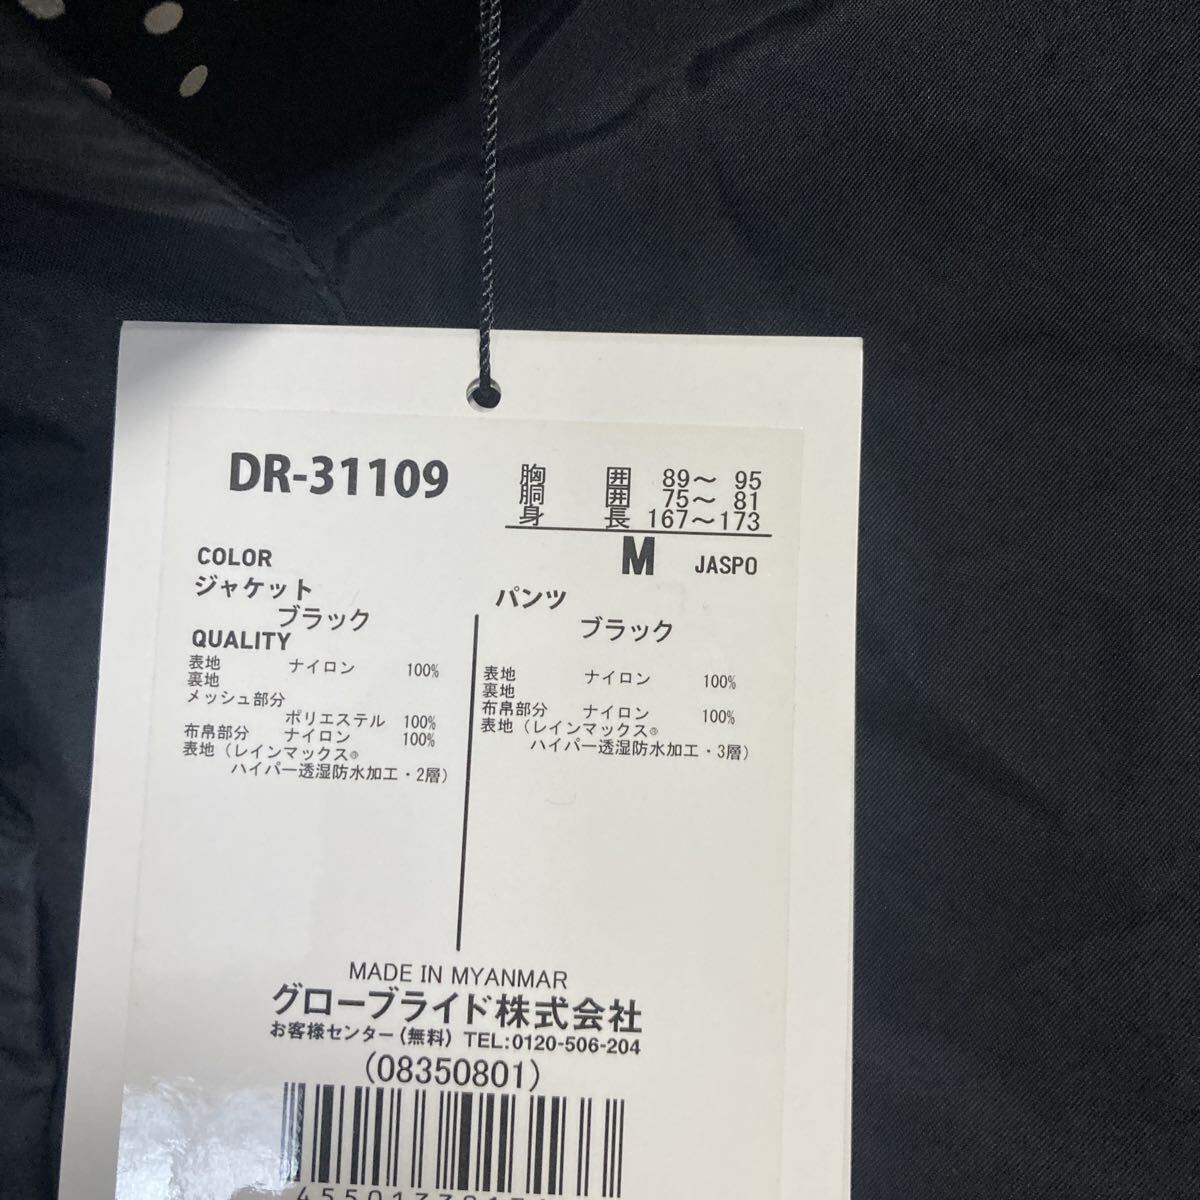 DR-31109
胸 囲 89～ 95
胴 囲 75～ 81
身 長 167～173
M JASPO
COLOR
ジャケット
ブラック
QUALITY
表地 ナイロン 100%
裏地
メッシュ部分
ポリエステル 100%
布帛部分 ナイロン 100%
表地（レインマックス®
ハイパー透湿防水加工・2層）
パンツ
ブラック
表地 ナイロン 100%
裏地
布帛部分 ナイロン 100%
表地（レインマックス®
ハイパー透湿防水加工・3層）
MADE IN MYANMAR
グローブライド株式会社
お客様センター（無料）TEL:0120-506-204
(08350801)